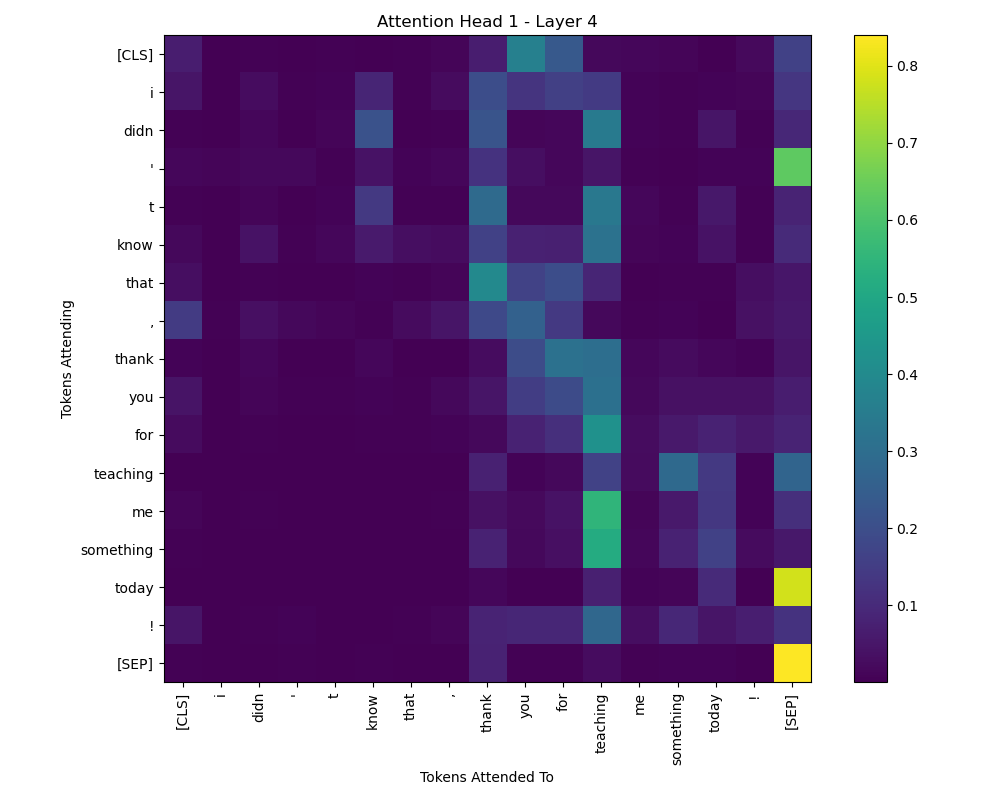 Attention Head 1 - Layer 4
[CLS]
i
didn
'
t
know
that
,
thank
you
for
teaching
me
something
today
!
[SEP]
Tokens Attending
[CLS]
i
didn
'
t
know
that
,
thank
you
for
teaching
me
something
today
!
[SEP]
Tokens Attended To
0.8
0.7
0.6
0.5
0.4
0.3
0.2
0.1